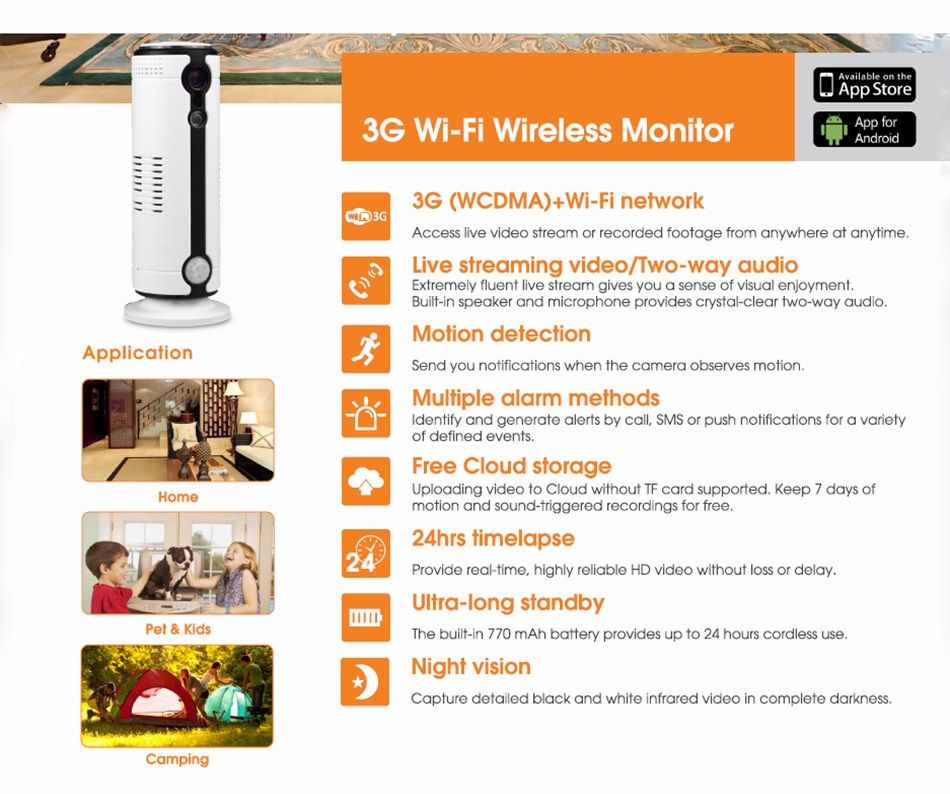 3G Wi-Fi Wireless Monitor
Available on the
App Store
App for
Android
WiFi 3G
3G (WCDMA)+Wi-Fi network
Access live video stream or recorded footage from anywhere at anytime.
Live streaming video/Two-way audio
Extremely fluent live stream gives you a sense of visual enjoyment.
Built-in speaker and microphone provides crystal-clear two-way audio.
Motion detection
Send you notifications when the camera observes motion.
Multiple alarm methods
Identify and generate alerts by call, SMS or push notifications for a variety
of defined events.
Free Cloud storage
Uploading video to Cloud without TF card supported. Keep 7 days of
motion and sound-triggered recordings for free.
24
24hrs timelapse
Provide real-time, highly reliable HD video without loss or delay.
Ultra-long standby
The built-in 770 mAh battery provides up to 24 hours cordless use.
Night vision
Capture detailed black and white infrared video in complete darkness.
Application
Home
Pet & Kids
Camping